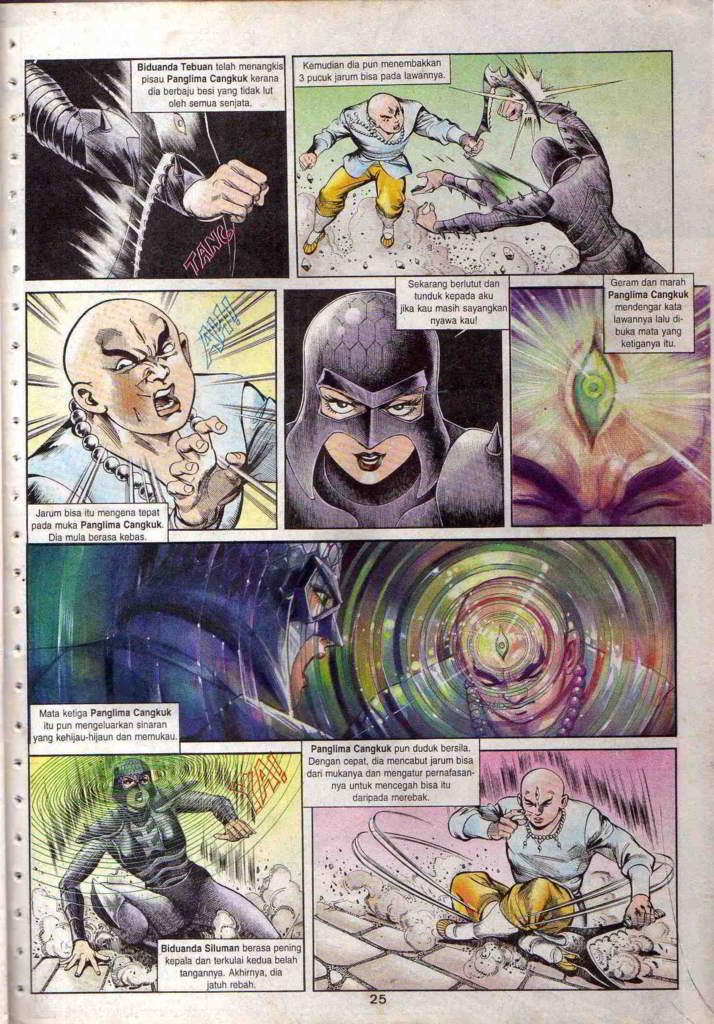 Biduanda Tebuan telah menangkis
pisau Panglima Cangkuk kerana
dia berbaju besi yang tidak lut
oleh semua senjata.
TANG
Kemudian dia pun menembakkan
3 pucuk jarum bisa pada lawannya.
Jarum bisa itu mengena tepat
pada muka Panglima Cangkuk.
Dia mula berasa kebas.
Sekarang berlutut dan
tunduk kepada aku
jika kau masih sayangkan
nyawa kau!
Geram dan marah
Panglima Cangkuk
mendengar kata
lawannya lalu di-
buka mata yang
ketiganya itu.
Mata ketiga Panglima Cangkuk
itu pun mengeluarkan sinaran
yang kehijau-hijaun dan memukau.
Biduanda Siluman berasa pening
kepala dan terkulai kedua belah
tangannya. Akhirnya, dia
jatuh rebah.
Panglima Cangkuk pun duduk bersila.
Dengan cepat, dia mencabut jarum bisa
dari mukanya dan mengatur pernafasan-
nya untuk mencegah bisa itu
daripada merebak.
25